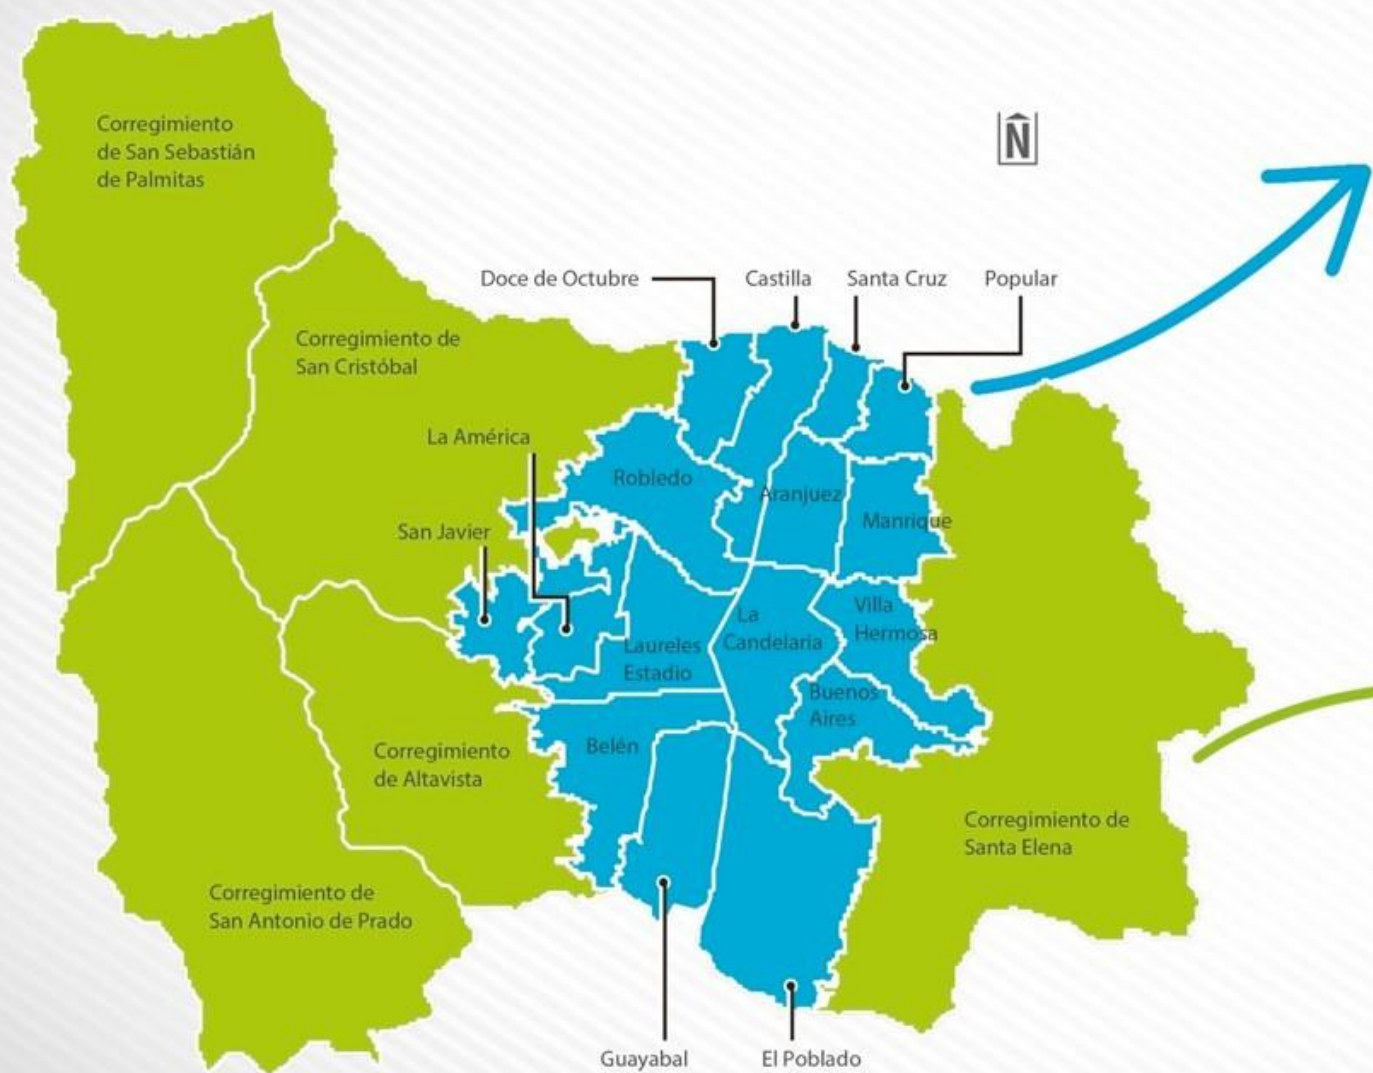 Corregimiento
de San Sebastián
de Palmitas
N
Doce de Octubre
Castilla
Santa Cruz
Popular
Corregimiento de
San Cristóbal
La América
Robledo
Aranjuez
Manrique
San Javier
Villa
Hermosa
La
Candelaria
Laureles
Estadio
Buenos
Aires
Belén
Corregimiento
de Altavista
Corregimiento de
Santa Elena
Corregimiento de
San Antonio de Prado
Guayabal
El Poblado